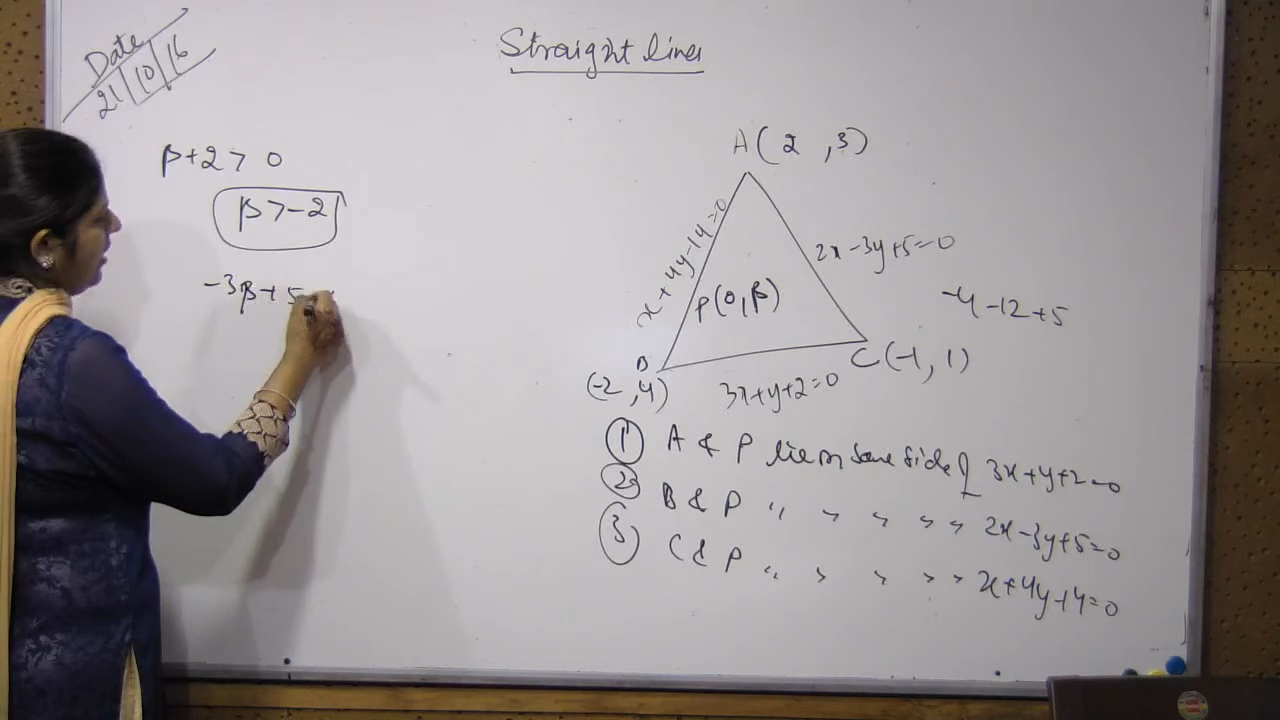 Date
21/10/16
Straight lines
β+2 > 0
β > -2
-3β + 5
A(2, 3)
x + 4y - 14 = 0
2x - 3y + 5 = 0
P(0, β)
-4 - 12 + 5
B
(-2, 4)
C(-1, 1)
3x + y + 2 = 0
1 A & P lie on same side of 3x + y + 2 = 0
2 B & P " " " " " 2x - 3y + 5 = 0
3 C & P " " " " " x + 4y - 14 = 0